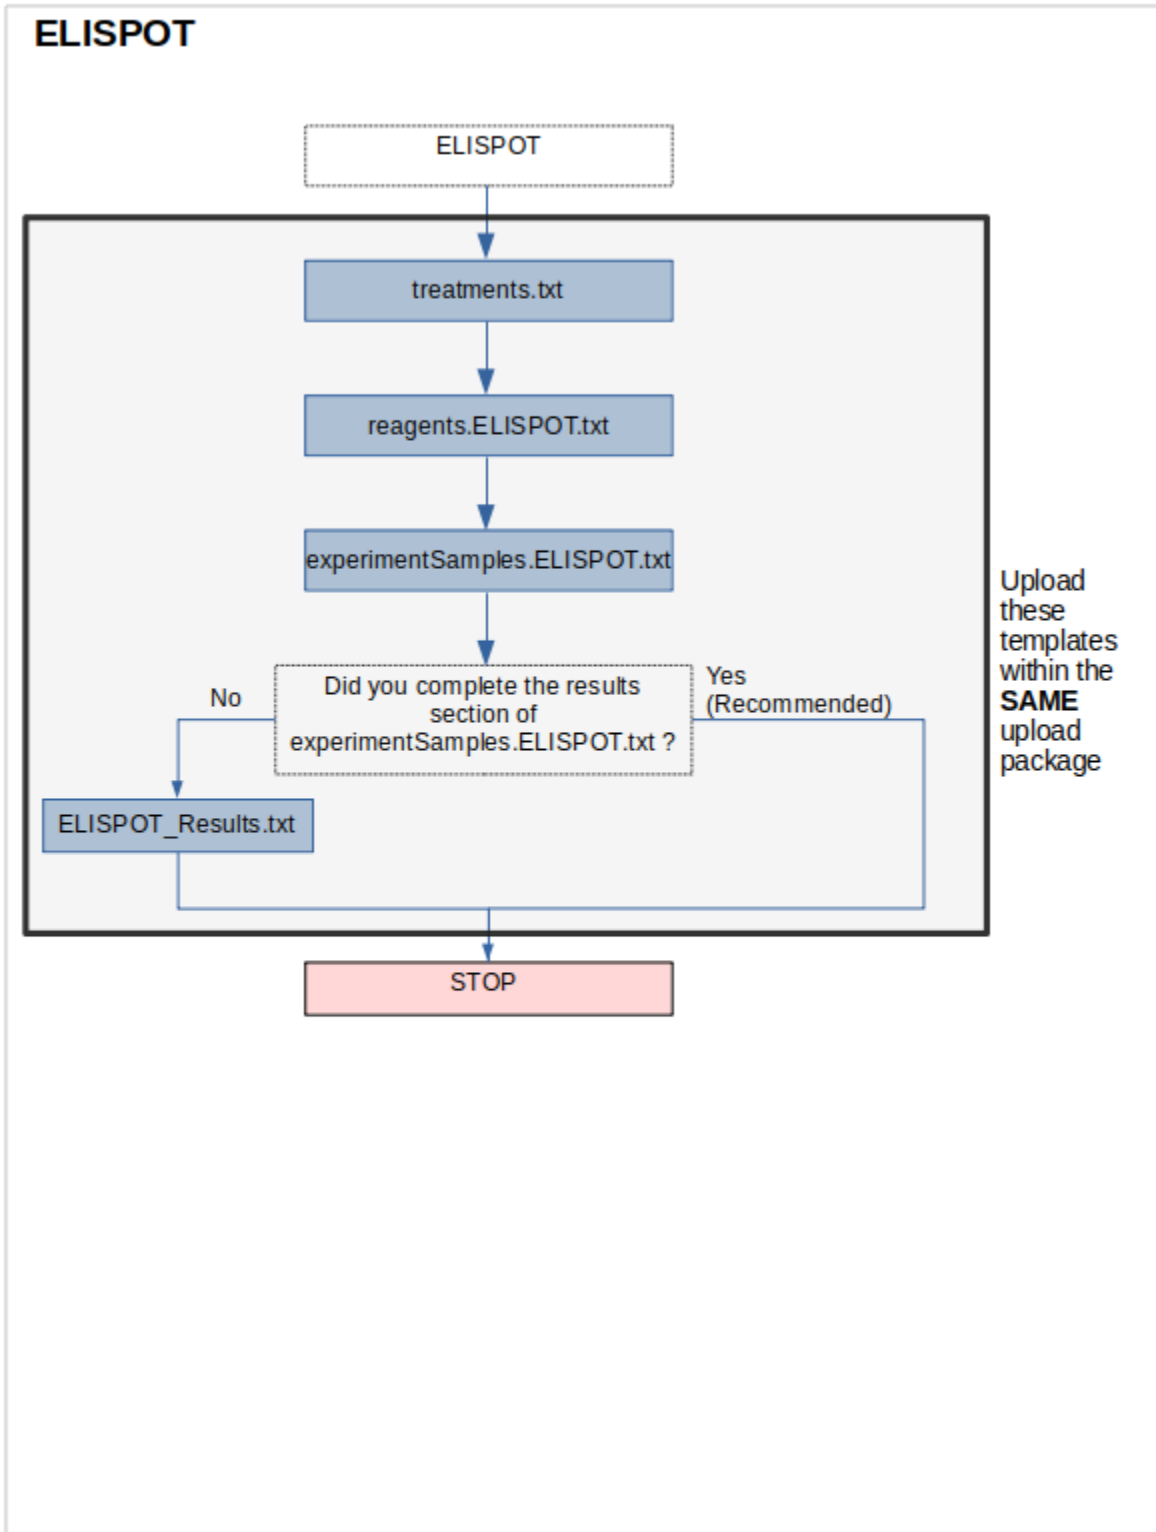 ELISPOT
ELISPOT
treatments.txt
reagents.ELISPOT.txt
experimentSamples.ELISPOT.txt
Did you complete the results
section of
experimentSamples.ELISPOT.txt ?
No
Yes
(Recommended)
ELISPOT_Results.txt
STOP
Upload
these
templates
within the
SAME
upload
package